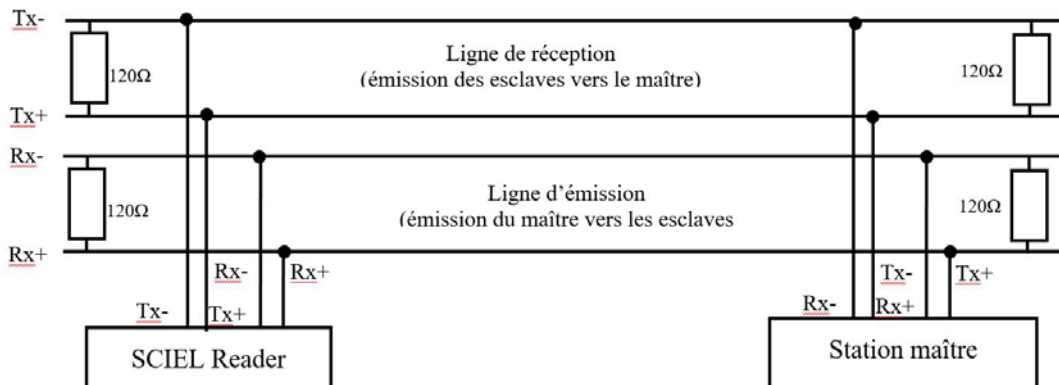 Tx-
Ligne de réception
(émission des esclaves vers le maître)
120Ω
120Ω
Tx+
Rx-
Ligne d'émission
(émission du maître vers les esclaves
120Ω
120Ω
Rx+
Rx- Rx+
Tx- Tx+
Tx- Tx+
Rx- Rx+
SCIEL Reader
Station maître